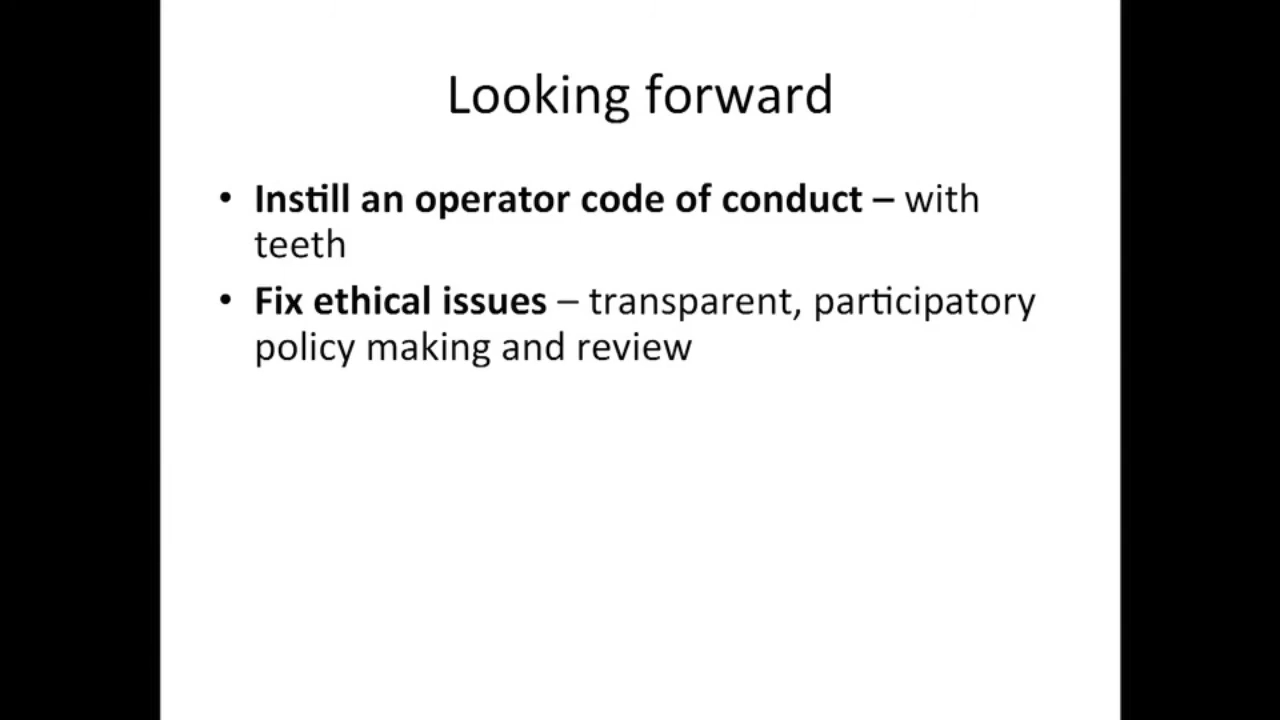 Looking forward
• Instill an operator code of conduct – with
teeth
• Fix ethical issues – transparent, participatory
policy making and review